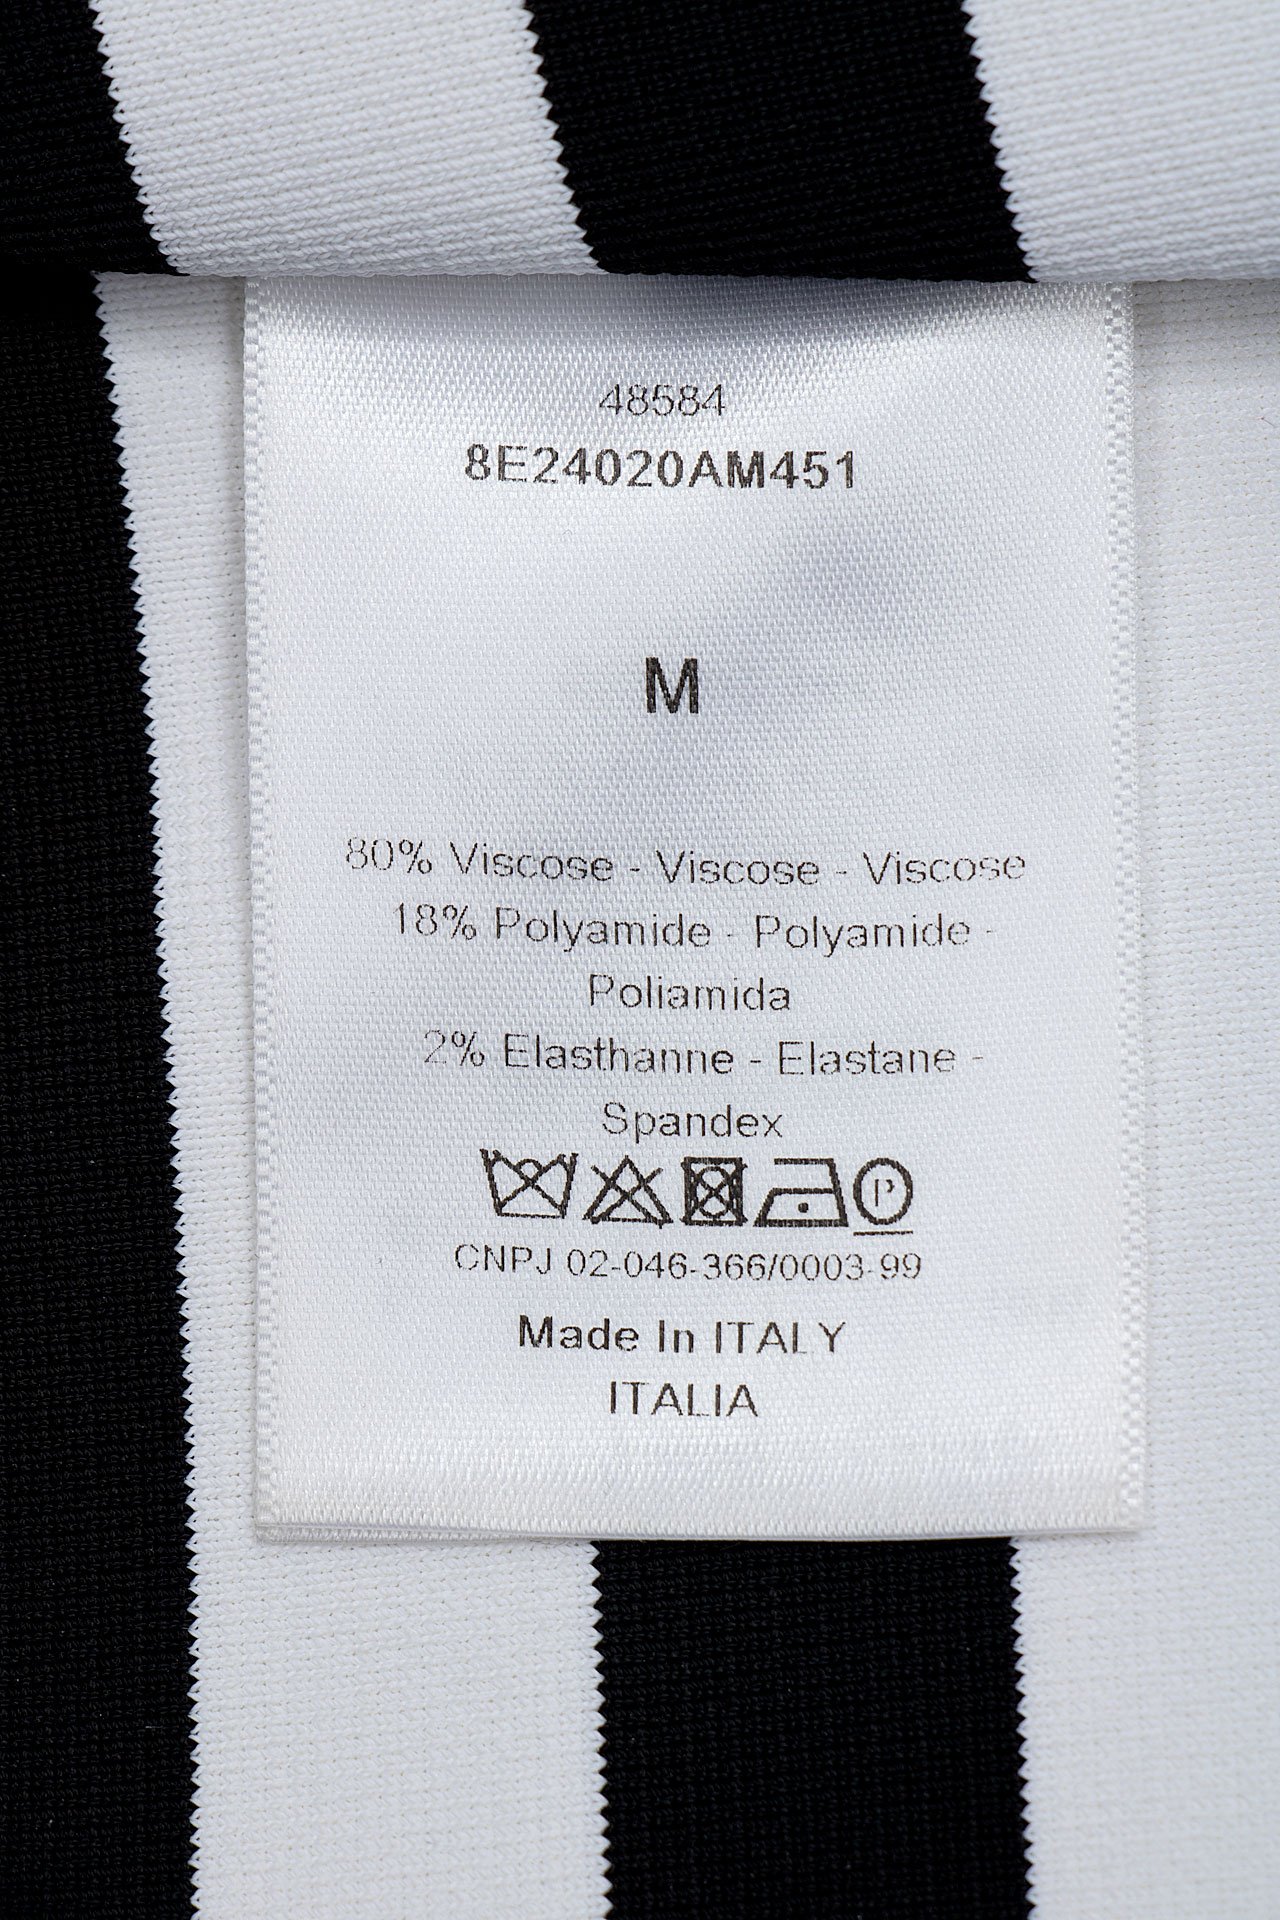 48584
8E24020AM451
M
80% Viscose - Viscose - Viscose
18% Polyamide - Polyamide -
Poliamida
2% Elasthanne - Elastane -
Spandex
P
CNPJ 02-046-366/0003-99
Made In ITALY
ITALIA